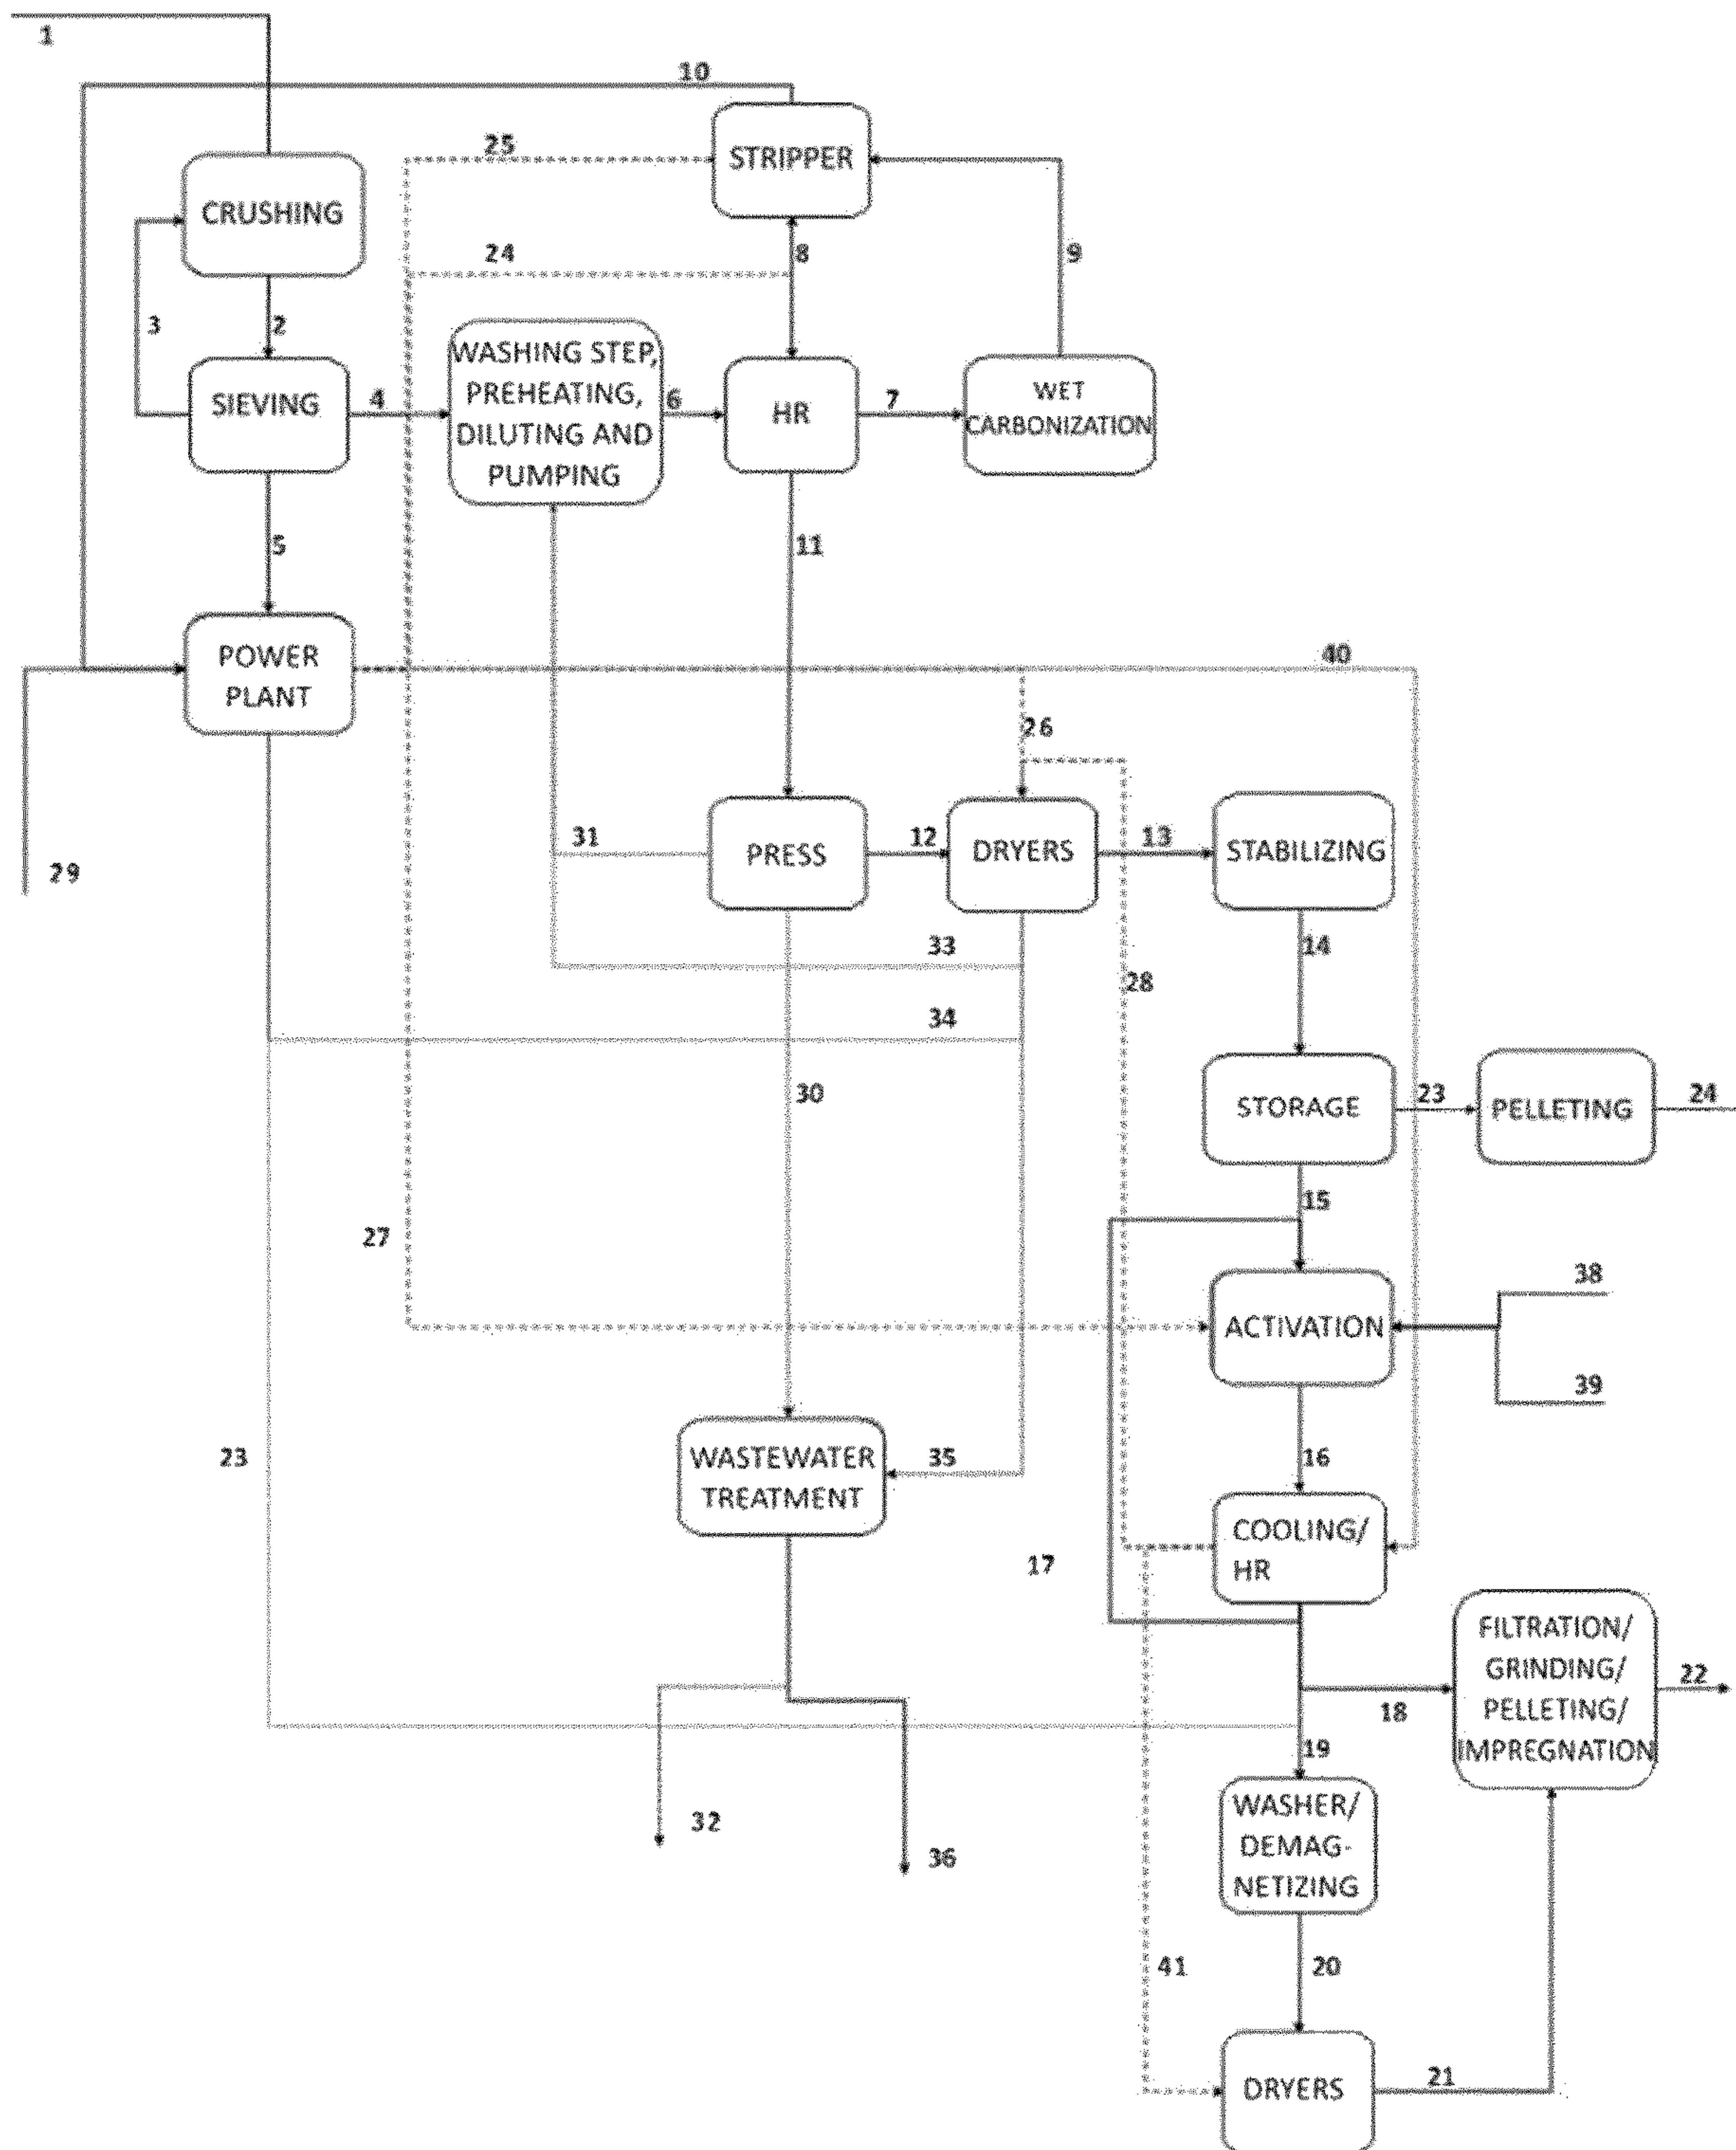 1
10
25
STRIPPER
CRUSHING
24
8
9
3
2
WASHING STEP,
PREHEATING,
DILUTING AND
PUMPING
SIEVING
4
6
HR
7
WET
CARBONIZATION
5
11
POWER
PLANT
40
26
29
31
PRESS
12
DRYERS
13
STABILIZING
33
14
28
34
30
STORAGE
23
PELLETING
24
15
27
38
ACTIVATION
39
23
WASTEWATER
TREATMENT
35
16
COOLING/
HR
17
FILTRATION/
GRINDING/
PELLETING/
IMPREGNATION
22
18
19
32
36
WASHER/
DEMAG-
NETIZING
41
20
DRYERS
21